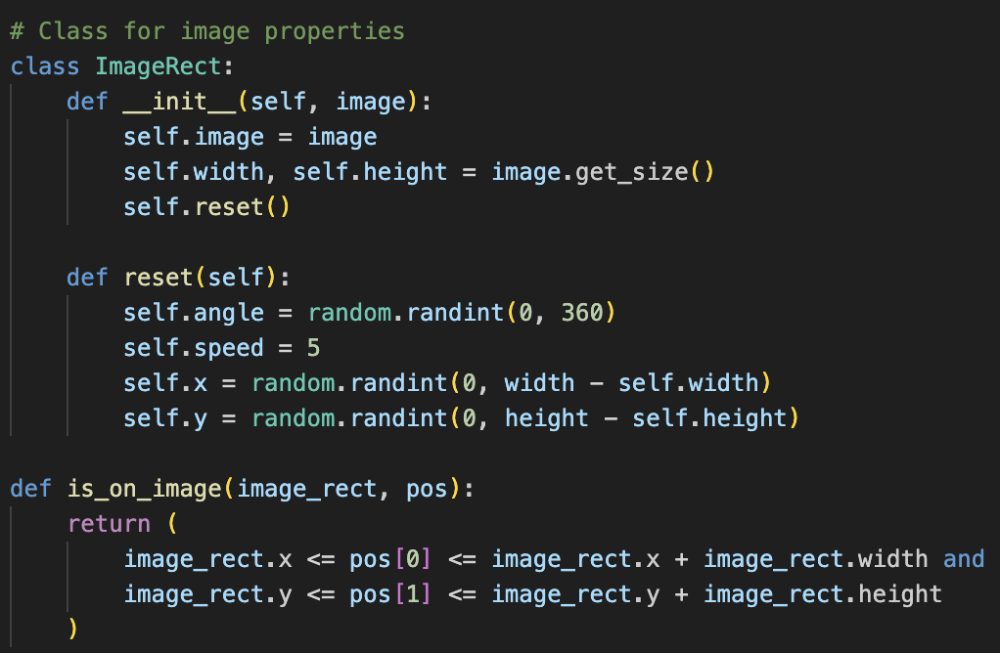 # Class for image properties
class ImageRect:
    def __init__(self, image):
        self.image = image
        self.width, self.height = image.get_size()
        self.reset()

    def reset(self):
        self.angle = random.randint(0, 360)
        self.speed = 5
        self.x = random.randint(0, width - self.width)
        self.y = random.randint(0, height - self.height)

def is_on_image(image_rect, pos):
    return (
        image_rect.x <= pos[0] <= image_rect.x + image_rect.width and
        image_rect.y <= pos[1] <= image_rect.y + image_rect.height
    )